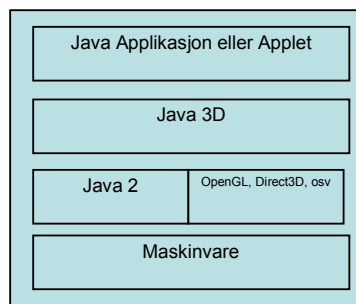 Java Applikasjon eller Applet
Java 3D
Java 2
OpenGL, Direct3D, osv
Maskinvare